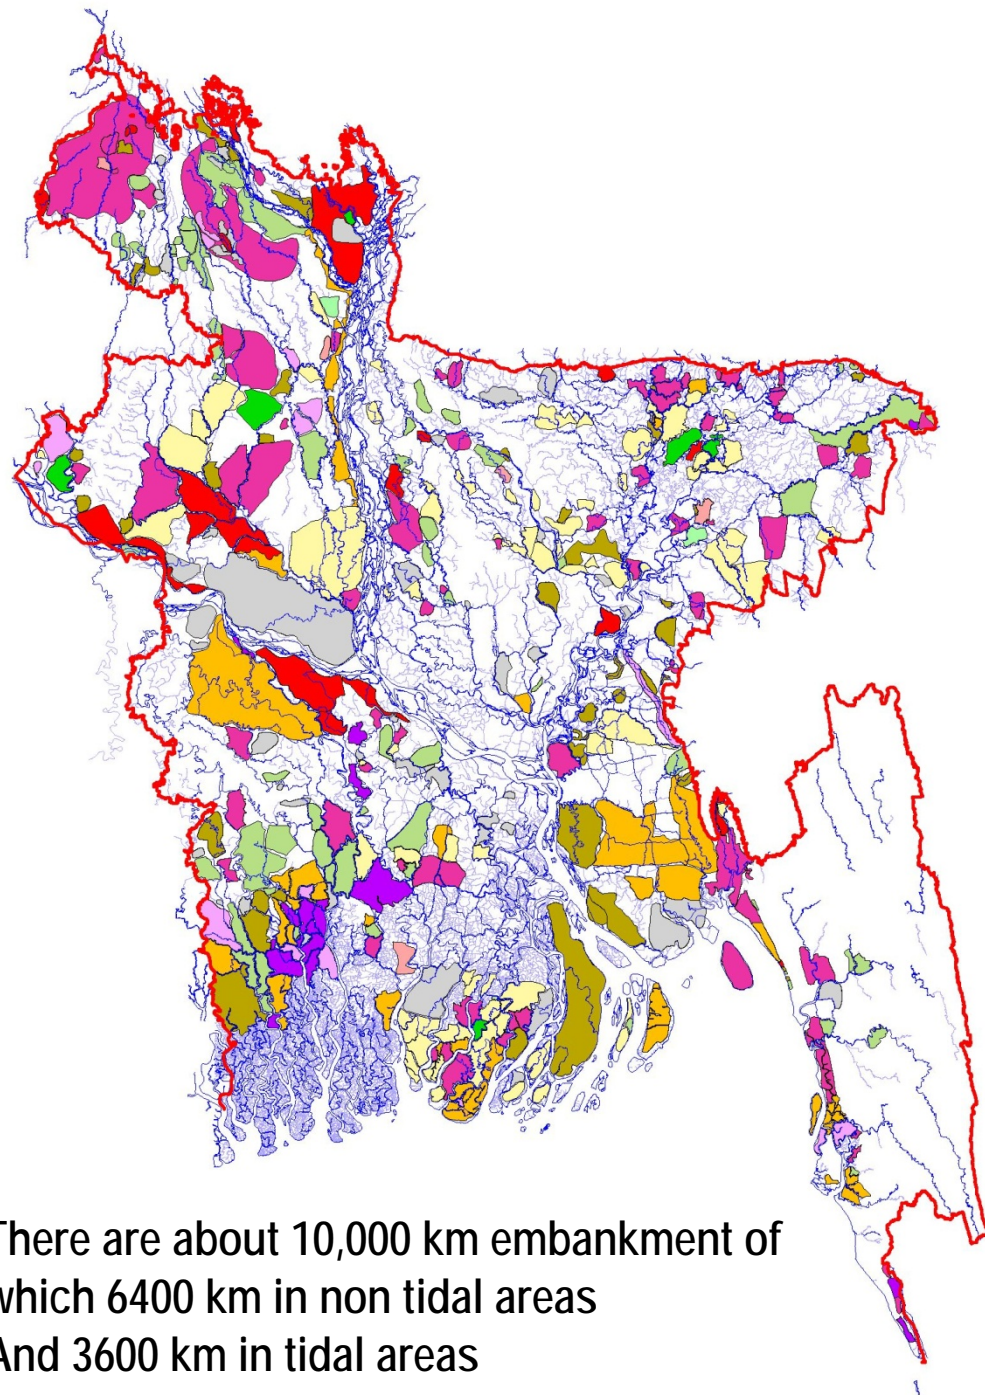 There are about 10,000 km embankment of
which 6400 km in non tidal areas
And 3600 km in tidal areas